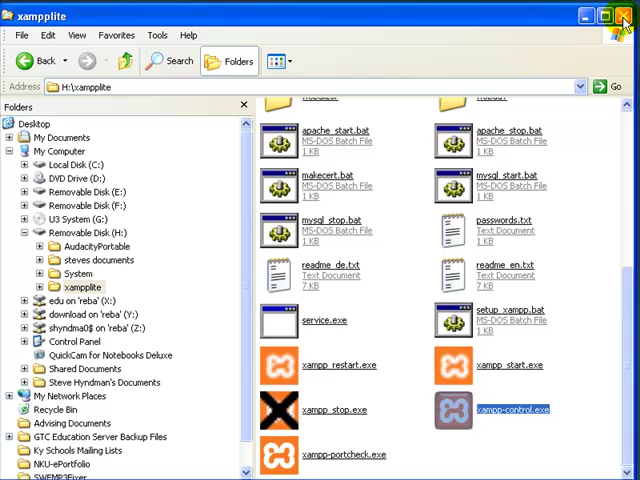 xampplite
File Edit View Favorites Tools Help
Back Search Folders
Address H:\xampplite Go
Folders
Desktop
My Documents
My Computer
Local Disk (C:)
DVD Drive (D:)
Removable Disk (E:)
Removable Disk (F:)
U3 System (G:)
Removable Disk (H:)
AudacityPortable
steves documents
System
xampplite
edu on 'reba' (X:)
download on 'reba' (Y:)
shyndma0$ on 'reba' (Z:)
Control Panel
QuickCam for Notebooks Deluxe
Shared Documents
Steve Hyndman's Documents
My Network Places
Recycle Bin
Advising Documents
GTC Education Server Backup Files
Ky Schools Mailing Lists
NKU-ePortfolio
SWFMP3Fixer
apache_start.bat
MS-DOS Batch File
1 KB
apache_stop.bat
MS-DOS Batch File
1 KB
makecert.bat
MS-DOS Batch File
1 KB
mysql_start.bat
MS-DOS Batch File
1 KB
mysql_stop.bat
MS-DOS Batch File
1 KB
passwords.txt
Text Document
1 KB
readme_de.txt
Text Document
7 KB
readme_en.txt
Text Document
7 KB
service.exe
setup_xampp.bat
MS-DOS Batch File
1 KB
xampp_restart.exe
xampp_start.exe
xampp_stop.exe
xampp-control.exe
xampp-portcheck.exe